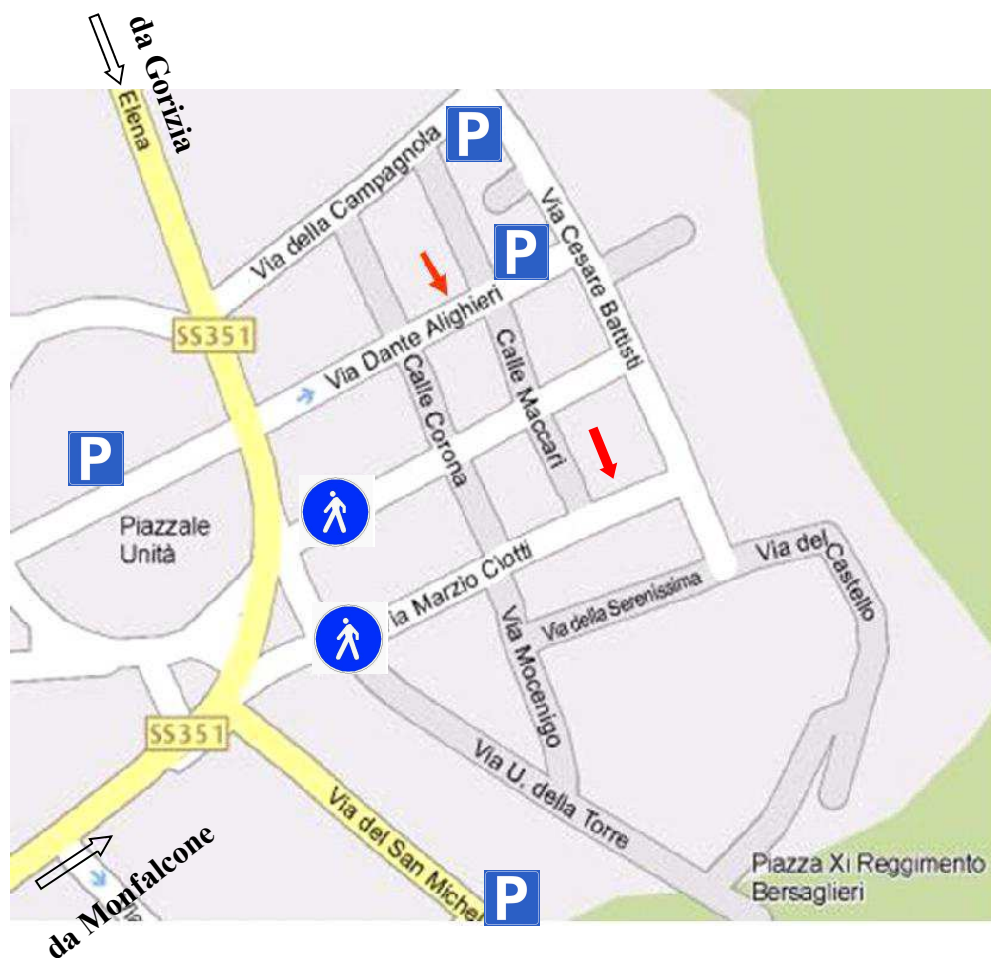 da Gorizia
Elena
P
Via della Campagnola
Via Cesare Battisti
P
SS351
Via Dante Alighieri
Calle Corona
Calle Maccari
P
Piazzale
Unità
Via del
Castello
ia Marzio Ciotti
Via della Serenissima
Via Mocenigo
SS351
Via U. della Torre
Via del San Michel
da Monfalcone
P
Piazza Xi Reggimento
Bersaglieri